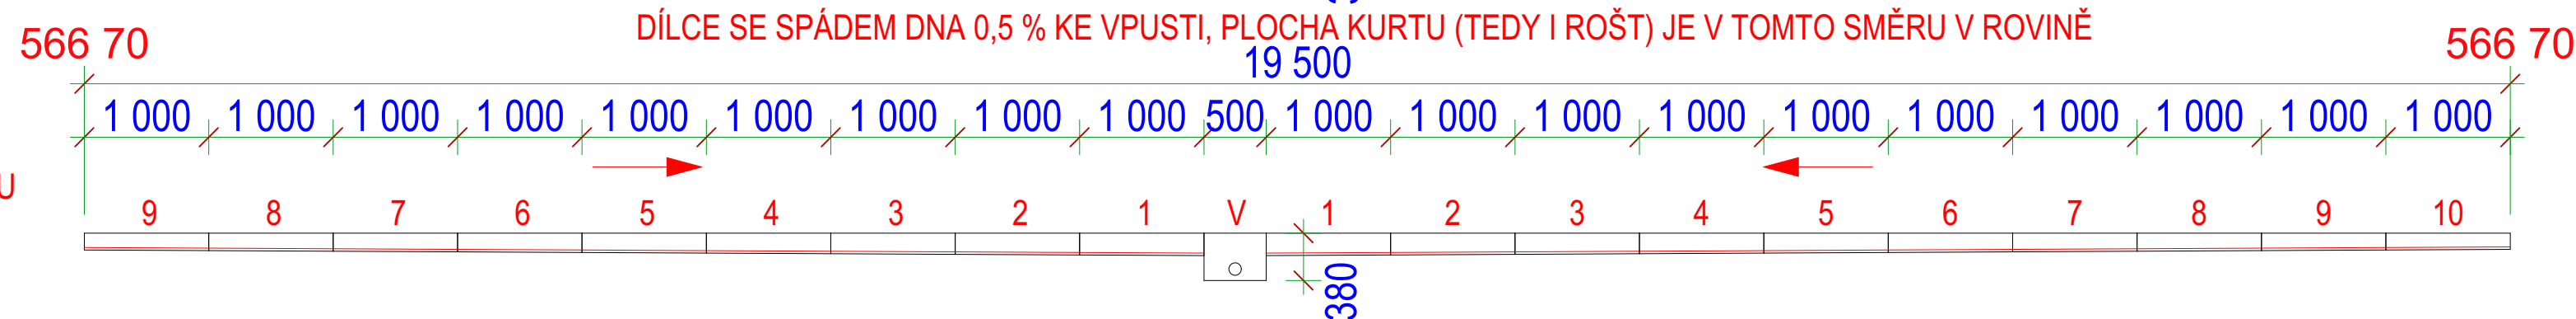 DÍLCE SE SPÁDEM DNA 0,5 % KE VPUSTI, PLOCHA KURTU (TEDY I ROŠT) JE V TOMTO SMĚRU V ROVINĚ
566 70 566 70
19 500
1 000 1 000 1 000 1 000 1 000 1 000 1 000 1 000 1 000 500 1 000 1 000 1 000 1 000 1 000 1 000 1 000 1 000 1 000 1 000
U
9 8 7 6 5 4 3 2 1 V 1 2 3 4 5 6 7 8 9 10
380